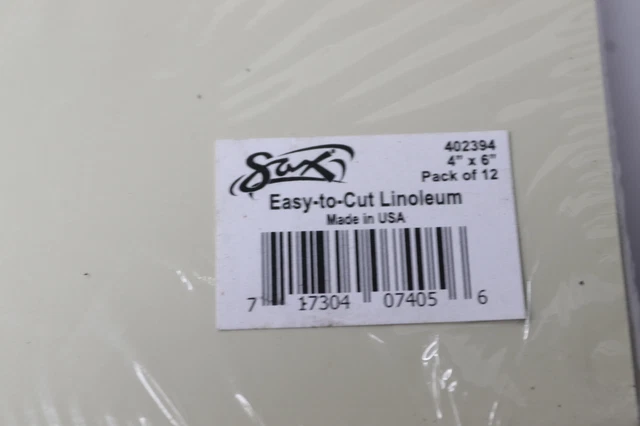 Sax
402394
4" x 6"
Pack of 12
Easy-to-Cut Linoleum
Made in USA
7 17304 07405 6